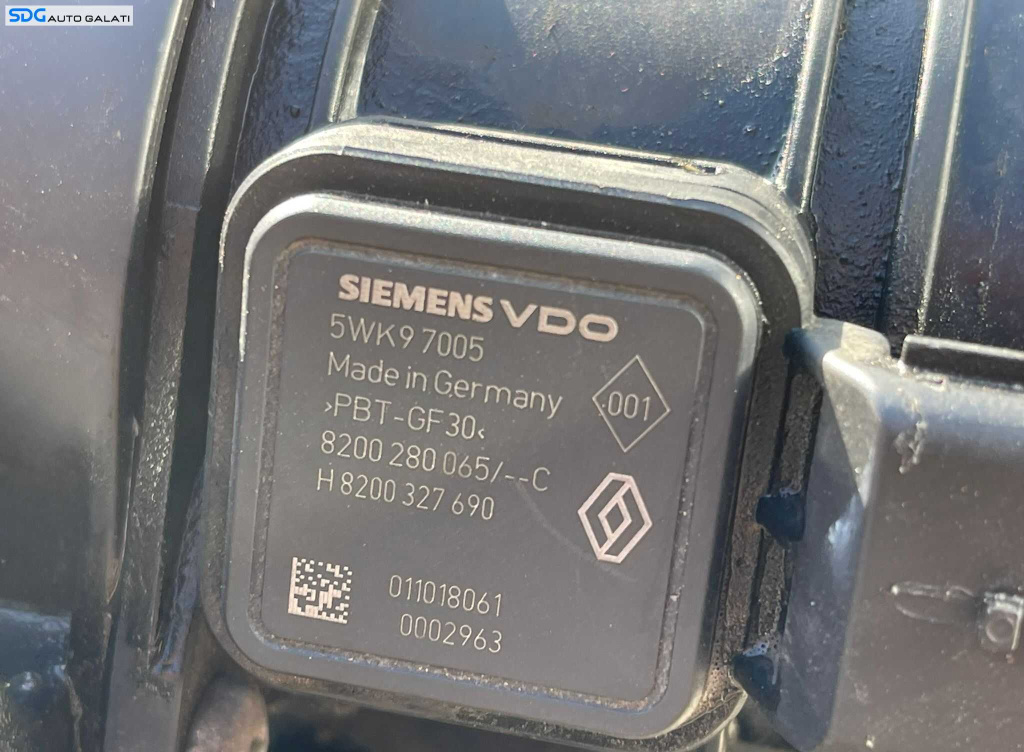 SDG AUTO GALATI
SIEMENS VDO
5WK9 7005
Made in Germany
›PBT-GF30‹
8200 280 065/--C
H 8200 327 690
.001
011018061
0002963